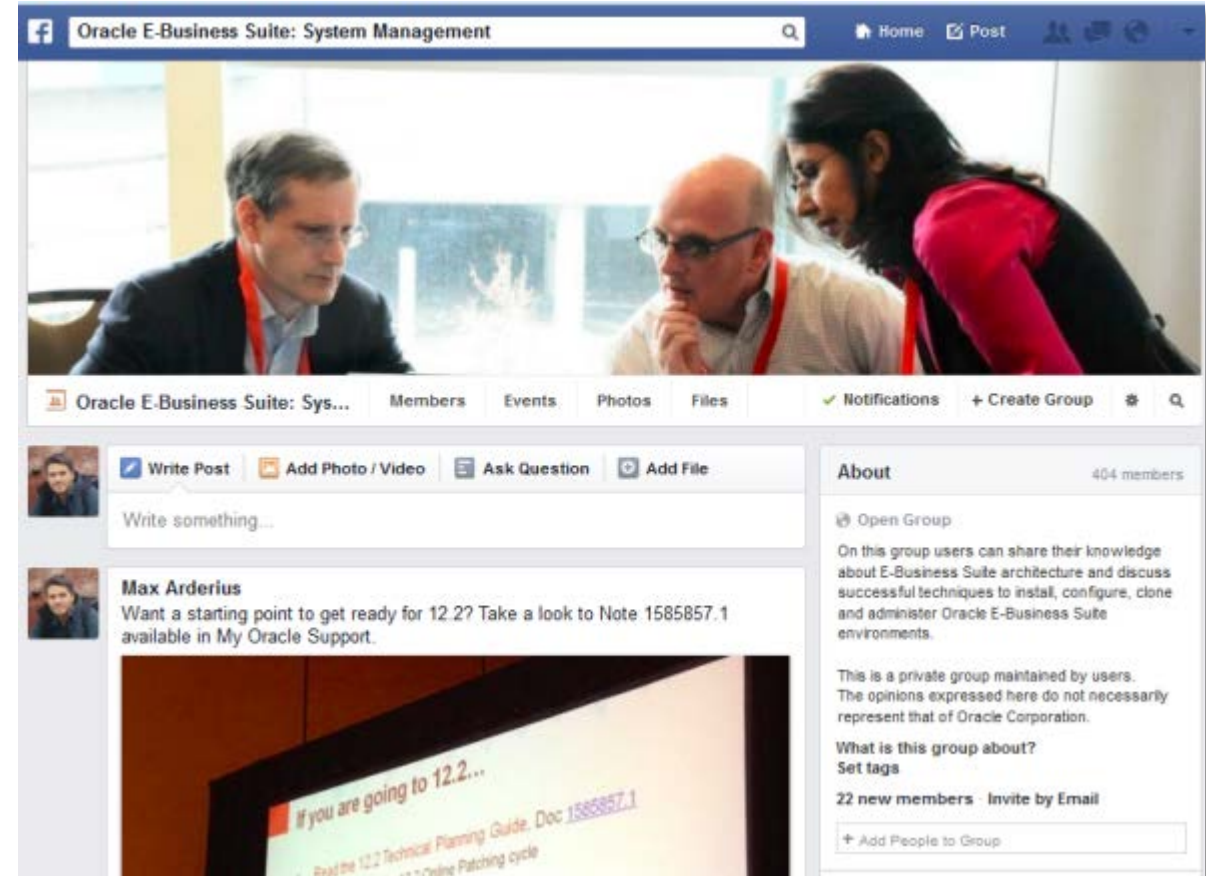 Oracle E-Business Suite: System Management
Home
Post
Oracle E-Business Suite: Sys...
Members
Events
Photos
Files
Notifications
+ Create Group
Write Post
Add Photo / Video
Ask Question
Add File
Write something...
Max Arderius
Want a starting point to get ready for 12.2? Take a look to Note 1585857.1
available in My Oracle Support.
If you are going to 12.2...
Read the 12.2 Technical Planning Guide, Doc 1585857.1
Online Patching cycle
About
404 members
Open Group
On this group users can share their knowledge
about E-Business Suite architecture and discuss
successful techniques to install, configure, clone
and administer Oracle E-Business Suite
environments.
This is a private group maintained by users.
The opinions expressed here do not necessarily
represent that of Oracle Corporation.
What is this group about?
Set tags
22 new members · Invite by Email
+ Add People to Group